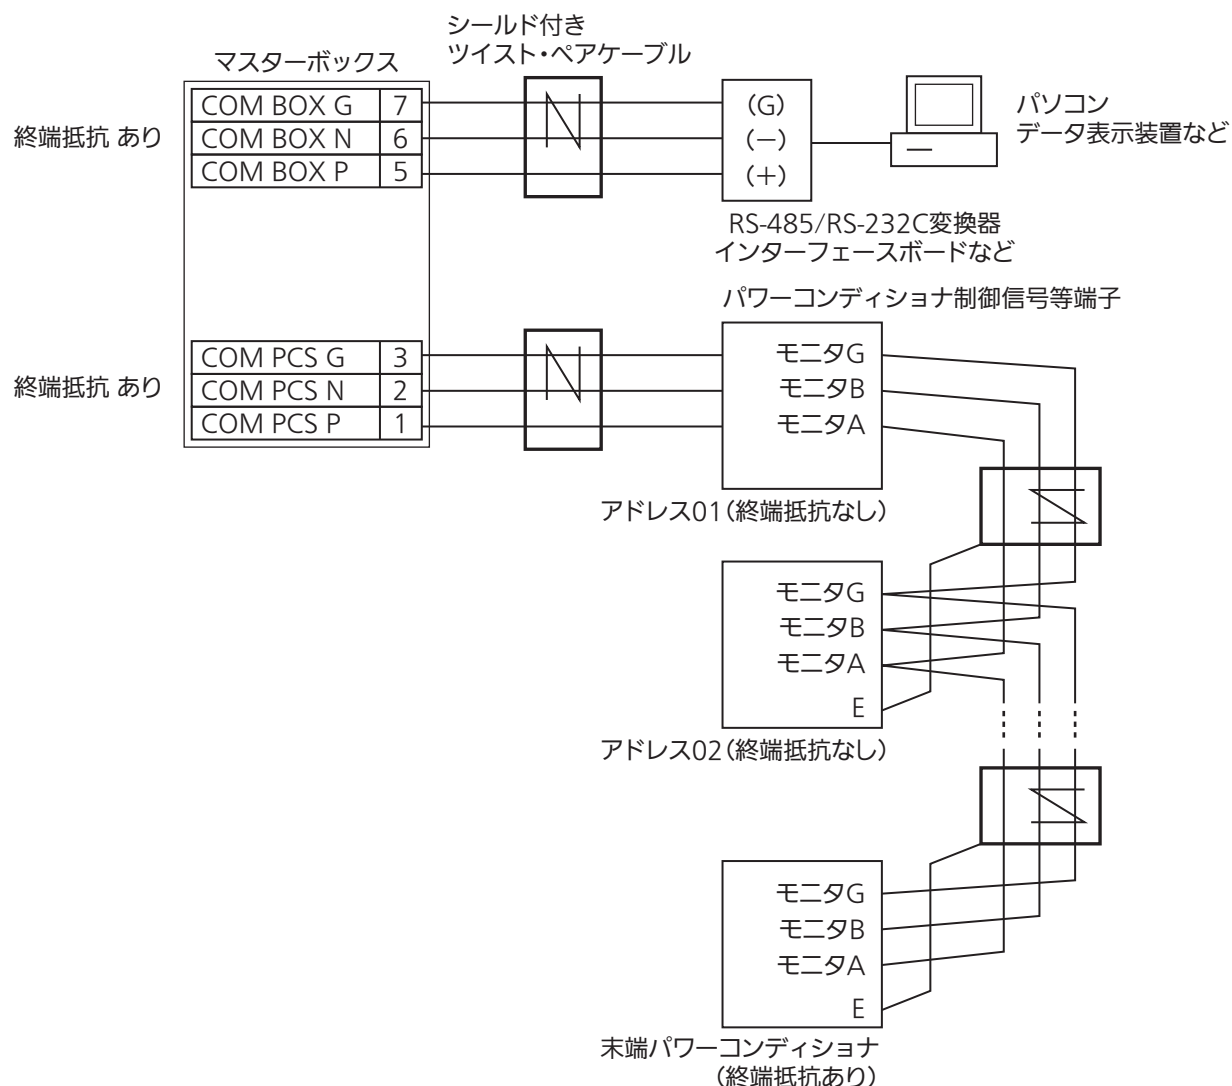 シールド付き
ツイスト・ペアケーブル
マスターボックス
終端抵抗 あり
COM BOX G 7
COM BOX N 6
COM BOX P 5
(G)
(−)
(+)
パソコン
データ表示装置など
RS-485/RS-232C変換器
インターフェースボードなど
パワーコンディショナ制御信号等端子
終端抵抗 あり
COM PCS G 3
COM PCS N 2
COM PCS P 1
モニタG
モニタB
モニタA
アドレス01(終端抵抗なし)
モニタG
モニタB
モニタA
E
アドレス02(終端抵抗なし)
モニタG
モニタB
モニタA
E
末端パワーコンディショナ
(終端抵抗あり)